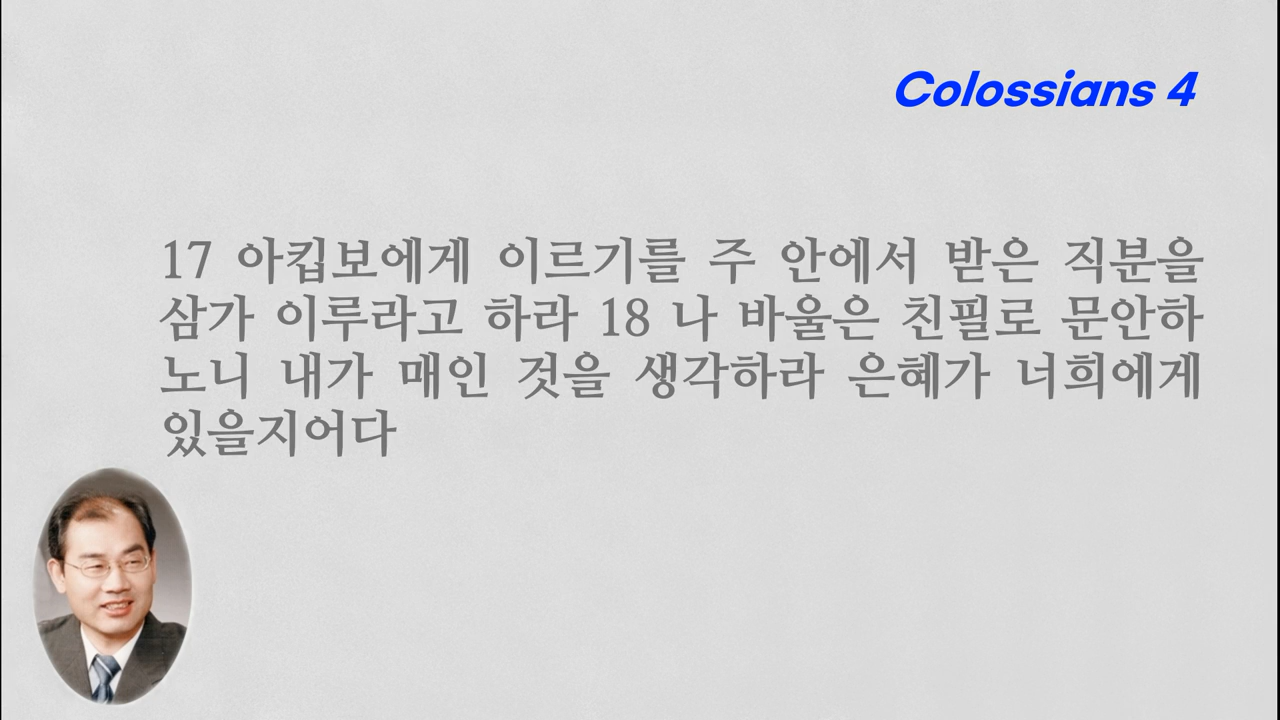 Colossians 4
17 아킵보에게 이르기를 주 안에서 받은 직분을
삼가 이루라고 하라 18 나 바울은 친필로 문안하
노니 내가 매인 것을 생각하라 은혜가 너희에게
있을지어다